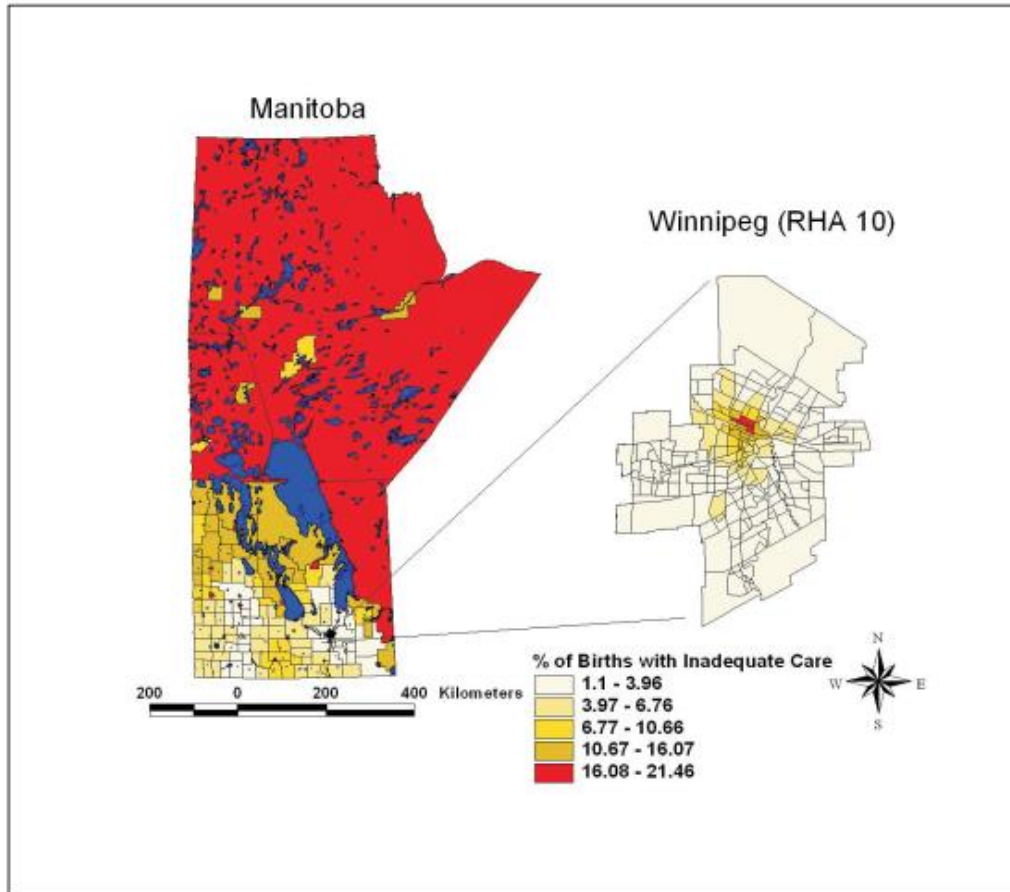 Manitoba
Winnipeg (RHA 10)
% of Births with Inadequate Care
1.1 - 3.96
3.97 - 6.76
6.77 - 10.66
10.67 - 16.07
16.08 - 21.46
200 0 200 400 Kilometers
N
W E
S